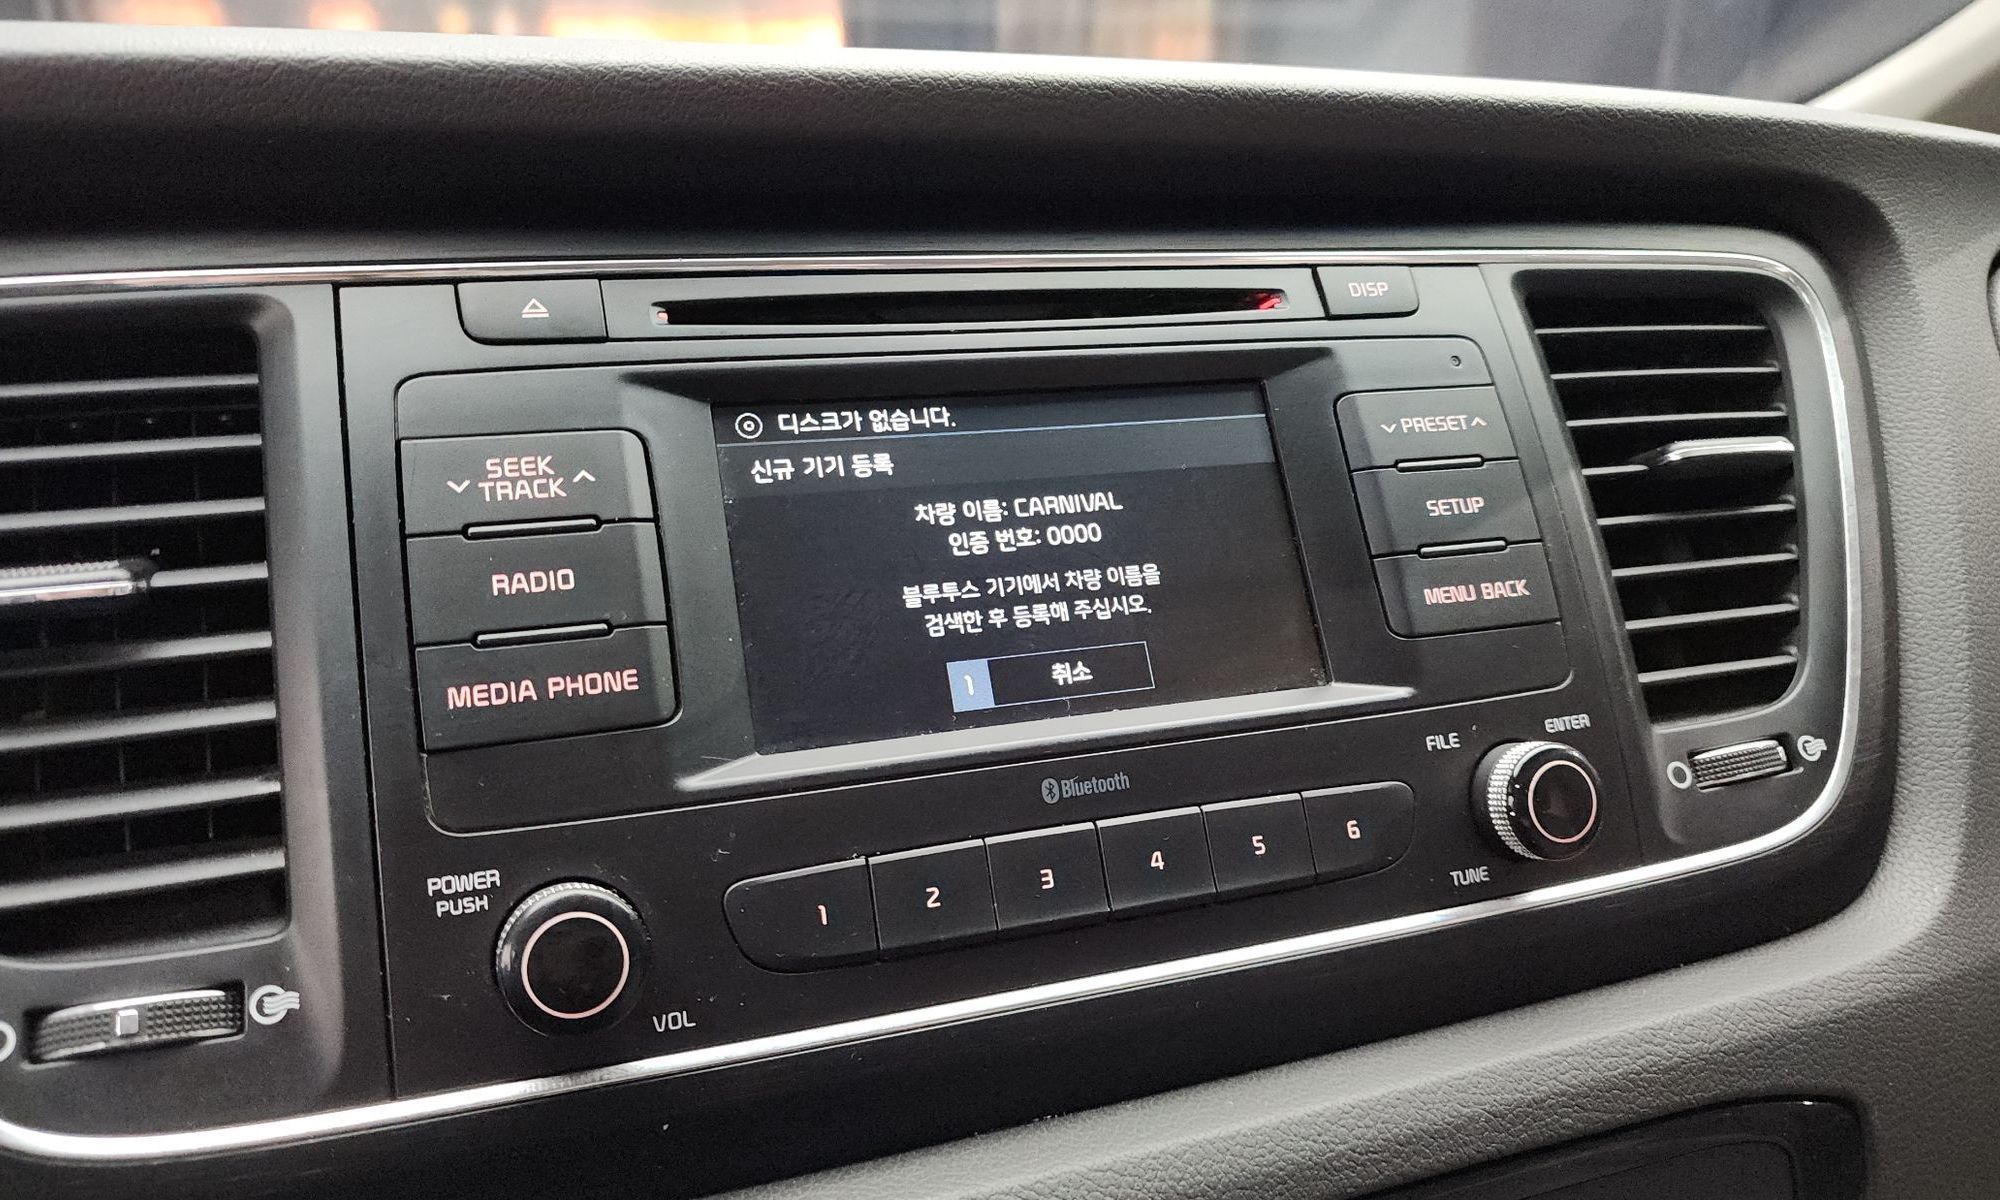 DISP
디스크가 없습니다.
신규 기기 등록
차량 이름: CARNIVAL
인증 번호: 0000
블루투스 기기에서 차량 이름을
검색한 후 등록해 주십시오.
1 취소
SEEK
TRACK
RADIO
MEDIA PHONE
PRESET
SETUP
MENU BACK
Bluetooth
POWER
PUSH
VOL
1 2 3 4 5 6
FILE
ENTER
TUNE